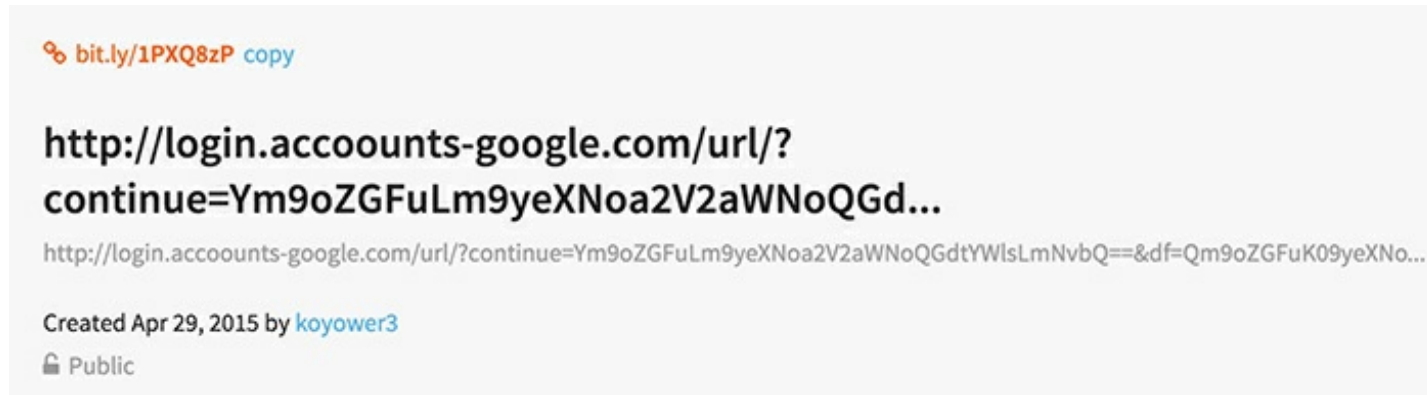 bit.ly/1PXQ8zP copy
http://login.accoounts-google.com/url/?
continue=Ym9oZGFuLm9yeXNoa2V2aWNoQGd...
http://login.accoounts-google.com/url/?continue=Ym9oZGFuLm9yeXNoa2V2aWNoQGdtYWlsLmNvbQ==&df=Qm9oZGFuK09yeXNo...
Created Apr 29, 2015 by koyower3
Public